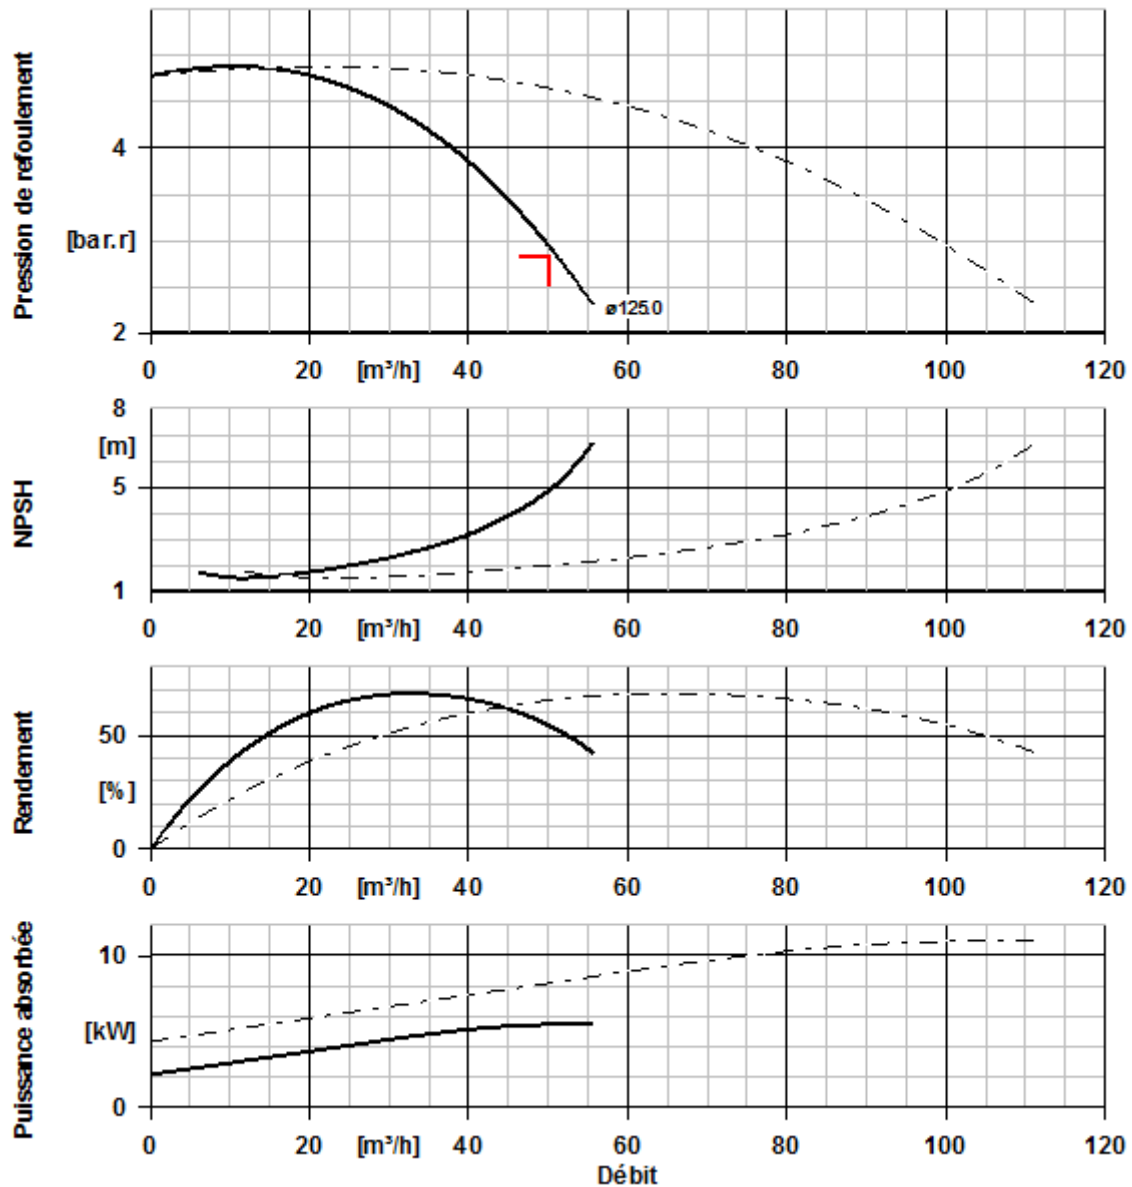 Pression de refoulement
4
[bar.r]
2
ø125.0
0 20 [m³/h] 40 60 80 100 120
NPSH
8
[m]
5
1
0 20 [m³/h] 40 60 80 100 120
Rendement
50
[%]
0
0 20 [m³/h] 40 60 80 100 120
Puissance absorbée
10
[kW]
0
0 20 [m³/h] 40 60 80 100 120
Débit